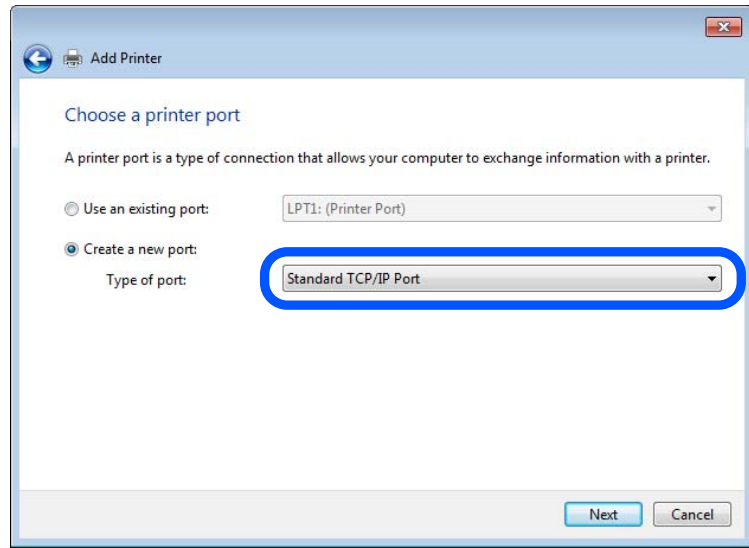 Add Printer
Choose a printer port
A printer port is a type of connection that allows your computer to exchange information with a printer.
Use an existing port: LPT1: (Printer Port)
Create a new port:
Type of port: Standard TCP/IP Port
Next Cancel